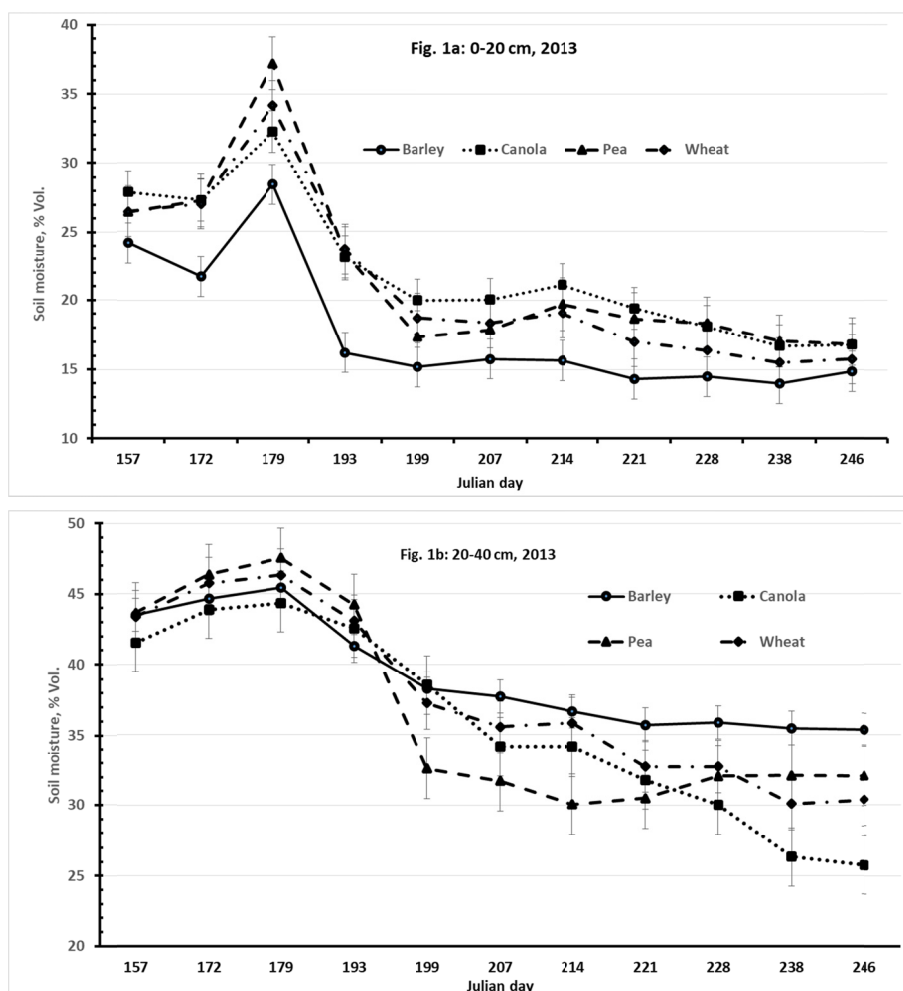 40
Fig. 1a: 0-20 cm, 2013
35
Barley Canola Pea Wheat
30
25
20
15
10
Soil moisture, % Vol.
157 172 179 193 199 207 214 221 228 238 246
Julian day
50
Fig. 1b: 20-40 cm, 2013
45
Barley Canola
Pea Wheat
40
35
30
25
20
Soil moisture, % Vol.
157 172 179 193 199 207 214 221 228 238 246
Julian day